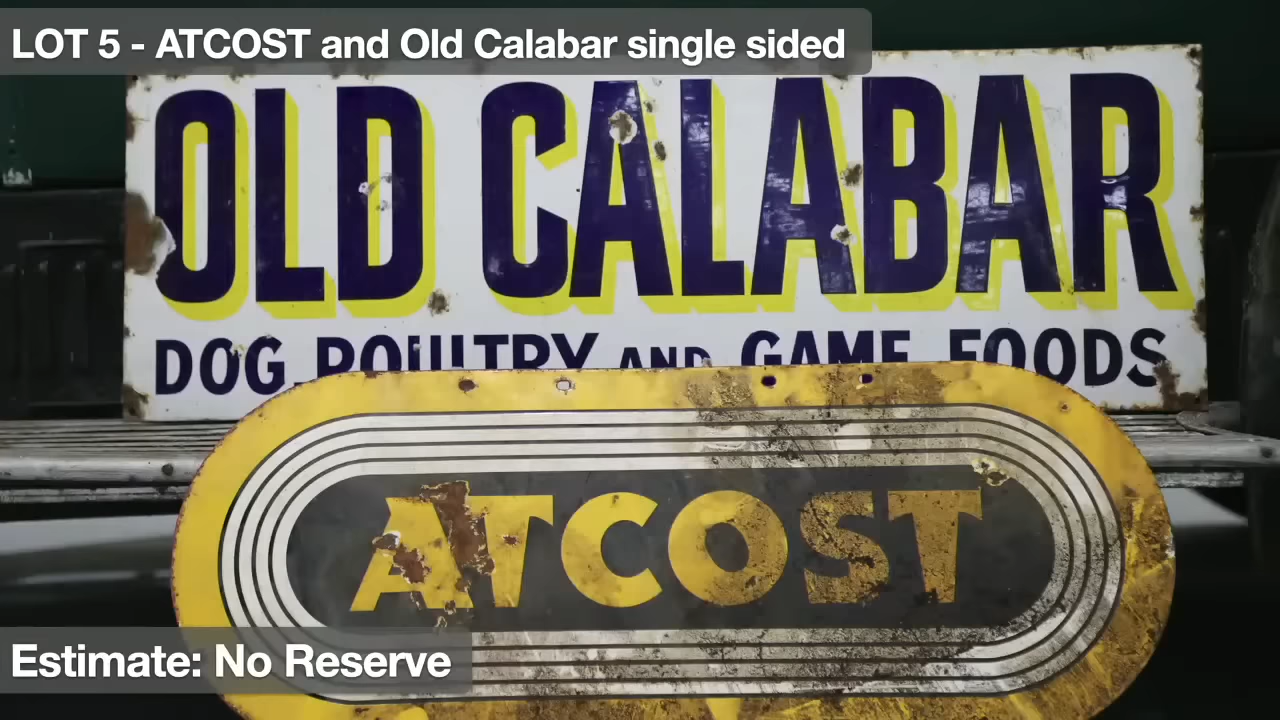 LOT 5 - ATCOST and Old Calabar single sided
OLD CALABAR
DOG, POULTRY AND GAME FOODS
ATCOST
Estimate: No Reserve